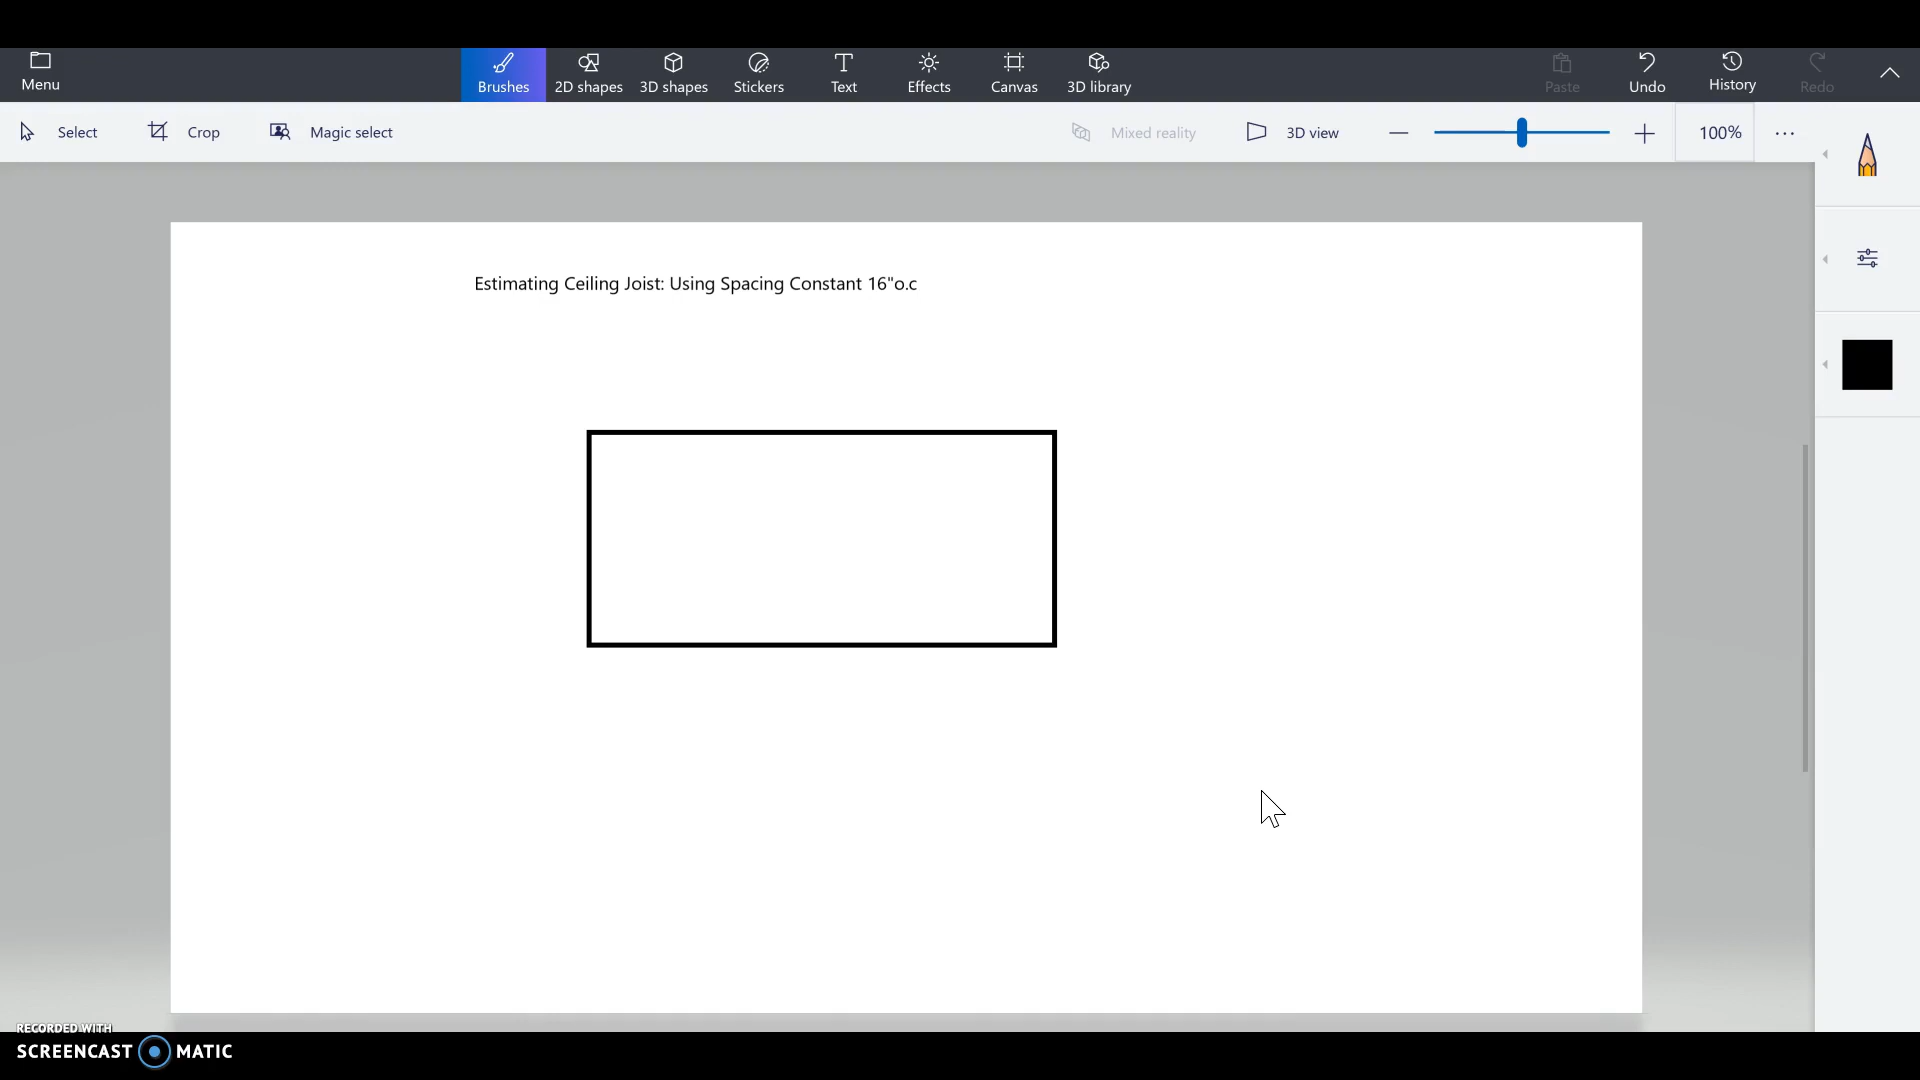 Menu
Brushes
2D shapes
3D shapes
Stickers
Text
Effects
Canvas
3D library
Paste
Undo
History
Redo
Select
Crop
Magic select
Mixed reality
3D view
100%
Estimating Ceiling Joist: Using Spacing Constant 16"o.c
RECORDED WITH
SCREENCAST MATIC